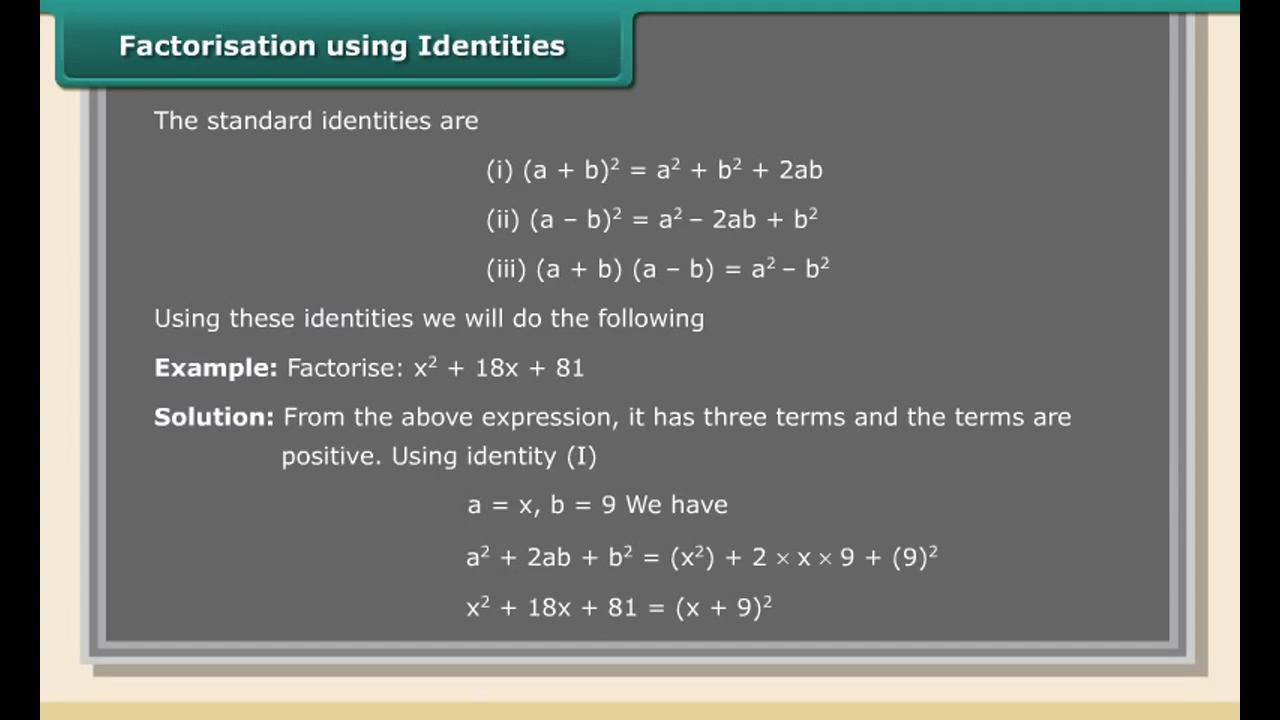 Factorisation using Identities
The standard identities are
(i) (a + b)² = a² + b² + 2ab
(ii) (a – b)² = a² – 2ab + b²
(iii) (a + b) (a – b) = a² – b²
Using these identities we will do the following
Example: Factorise: x² + 18x + 81
Solution: From the above expression, it has three terms and the terms are
positive. Using identity (I)
a = x, b = 9 We have
a² + 2ab + b² = (x²) + 2 × x × 9 + (9)²
x² + 18x + 81 = (x + 9)²